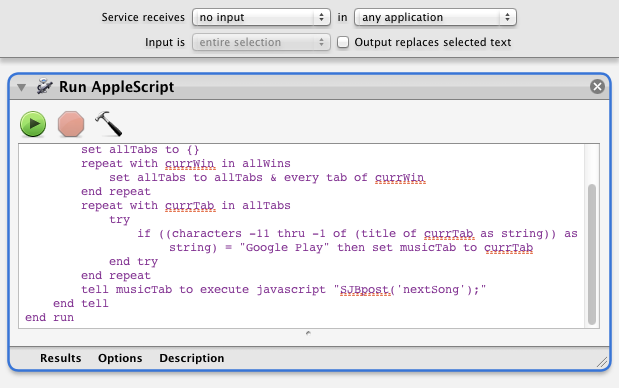 Service receives no input in any application
Input is entire selection Output replaces selected text
Run AppleScript
set allTabs to {}
repeat with currWin in allWins
set allTabs to allTabs & every tab of currWin
end repeat
repeat with currTab in allTabs
try
if ((characters -11 thru -1 of (title of currTab as string)) as
string) = "Google Play" then set musicTab to currTab
end try
end repeat
tell musicTab to execute javascript "SJBpost('nextSong');"
end tell
end run
Results Options Description